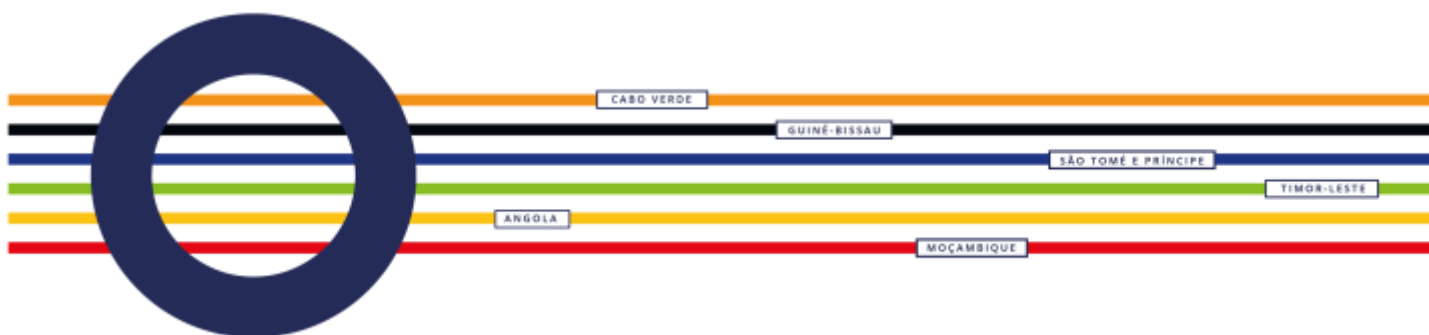 CABO VERDE
GUINÉ-BISSAU
SÃO TOMÉ E PRÍNCIPE
TIMOR-LESTE
ANGOLA
MOÇAMBIQUE